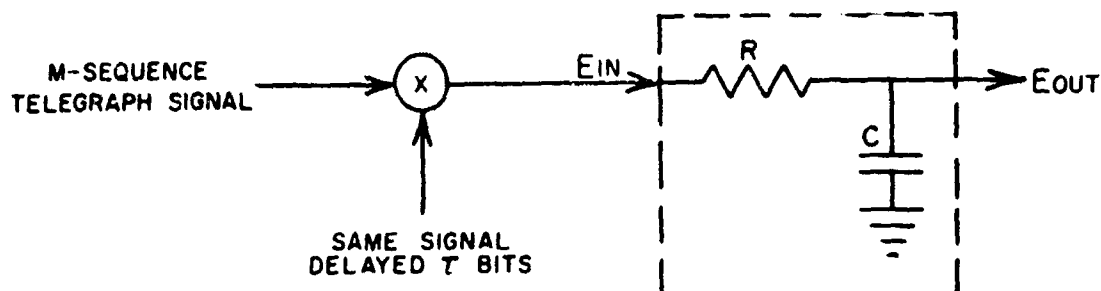 M-SEQUENCE
TELEGRAPH SIGNAL
X
EIN
R
C
EOUT
SAME SIGNAL
DELAYED τ BITS